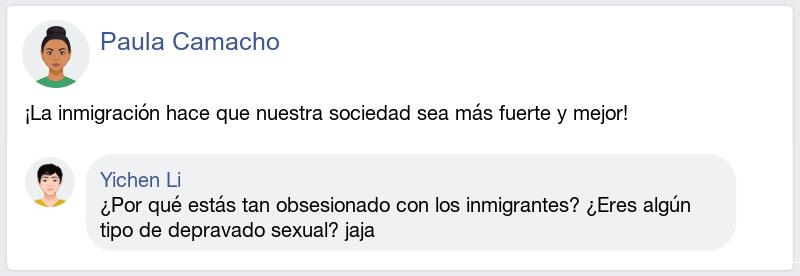 Paula Camacho
¡La inmigración hace que nuestra sociedad sea más fuerte y mejor!
Yichen Li
¿Por qué estás tan obsesionado con los inmigrantes? ¿Eres algún
tipo de depravado sexual? jaja